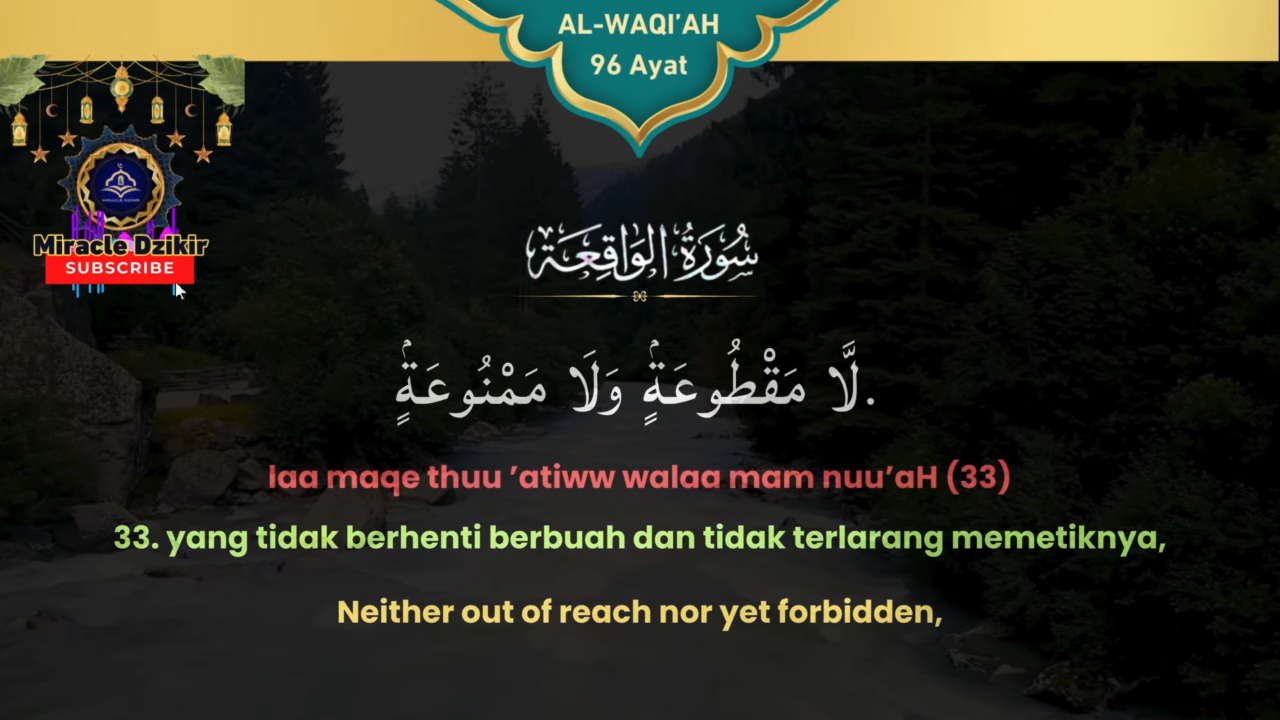 AL-WAQI’AH
96 Ayat
Miracle Dzikir
SUBSCRIBE
سُورَةُ الوَاقِعَة
لَّا مَقْطُوعَةٍۢ وَلَا مَمْنُوعَةٍۢ.
laa maqe thuu ’atiww walaa mam nuu’aH (33)
33. yang tidak berhenti berbuah dan tidak terlarang memetiknya,
Neither out of reach nor yet forbidden,